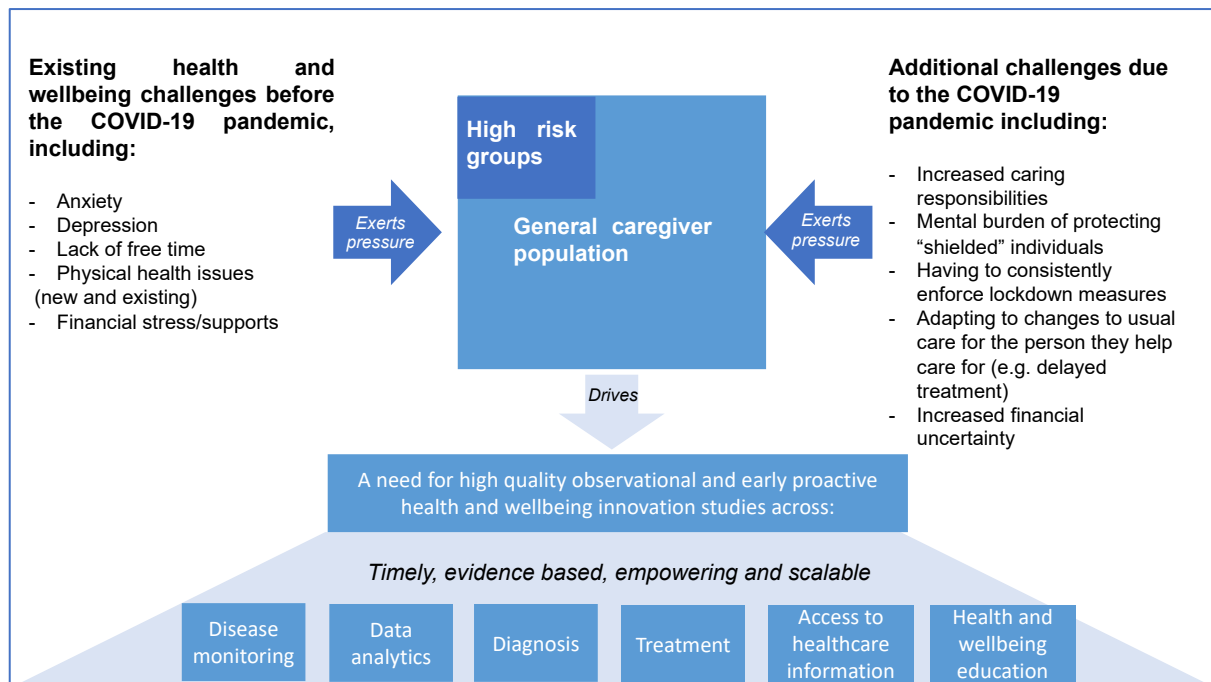 Existing health and
wellbeing challenges before
the COVID-19 pandemic,
including:
- Anxiety
- Depression
- Lack of free time
- Physical health issues
(new and existing)
- Financial stress/supports
Exerts
pressure
High risk
groups
General caregiver
population
Exerts
pressure
Additional challenges due
to the COVID-19
pandemic including:
- Increased caring
responsibilities
- Mental burden of protecting
“shielded” individuals
- Having to consistently
enforce lockdown measures
- Adapting to changes to usual
care for the person they help
care for (e.g. delayed
treatment)
- Increased financial
uncertainty
Drives
A need for high quality observational and early proactive
health and wellbeing innovation studies across:
Timely, evidence based, empowering and scalable
Disease
monitoring
Data
analytics
Diagnosis
Treatment
Access to
healthcare
information
Health and
wellbeing
education